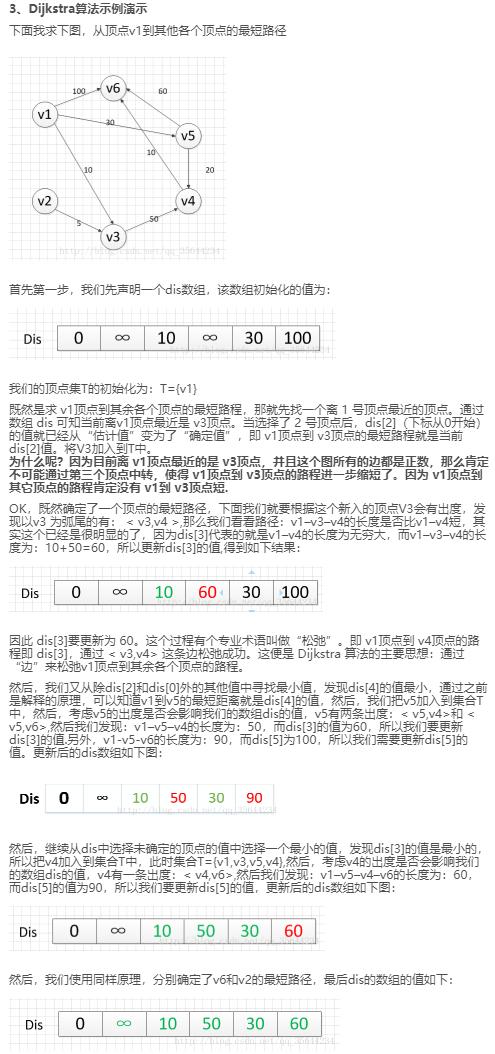 3、Dijkstra算法示例演示
下面我求下图，从顶点v1到其他各个顶点的最短路径
v6
100
60
v1
30
v5
10
10
20
v2
v4
5
50
v3
http://blog.csdn.net/qq_35644234
首先第一步，我们先声明一个dis数组，该数组初始化的值为：
Dis 0 ∞ 10 ∞ 30 100
我们的顶点集T的初始化为：T={v1}
既然是求 v1顶点到其余各个顶点的最短路程，那就先找一个离 1 号顶点最近的顶点。通过
数组 dis 可知当前离v1顶点最近是 v3顶点。当选择了 2 号顶点后，dis[2]（下标从0开始）
的值就已经从“估计值”变为了“确定值”，即 v1顶点到 v3顶点的最短路程就是当前
dis[2]值。将V3加入到T中。
为什么呢？因为目前离 v1顶点最近的是 v3顶点，并且这个图所有的边都是正数，那么肯定
不可能通过第三个顶点中转，使得 v1顶点到 v3顶点的路程进一步缩短了。因为 v1顶点到
其它顶点的路程肯定没有 v1到 v3顶点短.
OK，既然确定了一个顶点的最短路径，下面我们就要根据这个新入的顶点V3会有出度，发
现以v3 为弧尾的有： < v3,v4 >,那么我们看看路径：v1–v3–v4的长度是否比v1–v4短，其
实这个已经是很明显的了，因为dis[3]代表的就是v1–v4的长度为无穷大，而v1–v3–v4的长
度为：10+50=60，所以更新dis[3]的值,得到如下结果：
Dis 0 ∞ 10 60 30 100
因此 dis[3]要更新为 60。这个过程有个专业术语叫做“松弛”。即 v1顶点到 v4顶点的路
程即 dis[3]，通过 < v3,v4> 这条边松弛成功。这便是 Dijkstra 算法的主要思想：通过
“边”来松弛v1顶点到其余各个顶点的路程。
然后，我们又从除dis[2]和dis[0]外的其他值中寻找最小值，发现dis[4]的值最小，通过之前
是解释的原理，可以知道v1到v5的最短距离就是dis[4]的值，然后，我们把v5加入到集合T
中，然后，考虑v5的出度是否会影响我们的数组dis的值，v5有两条出度：< v5,v4>和 <
v5,v6>,然后我们发现：v1–v5–v4的长度为：50，而dis[3]的值为60，所以我们要更新
dis[3]的值.另外，v1-v5-v6的长度为：90，而dis[5]为100，所以我们需要更新dis[5]的
值。更新后的dis数组如下图：
Dis 0 ∞ 10 50 30 90
然后，继续从dis中选择未确定的顶点的值中选择一个最小的值，发现dis[3]的值是最小的，
所以把v4加入到集合T中，此时集合T={v1,v3,v5,v4},然后，考虑v4的出度是否会影响我们
的数组dis的值，v4有一条出度：< v4,v6>,然后我们发现：v1–v5–v4–v6的长度为：60，
而dis[5]的值为90，所以我们要更新dis[5]的值，更新后的dis数组如下图：
Dis 0 ∞ 10 50 30 60
然后，我们使用同样原理，分别确定了v6和v2的最短路径，最后dis的数组的值如下：
Dis 0 ∞ 10 50 30 60